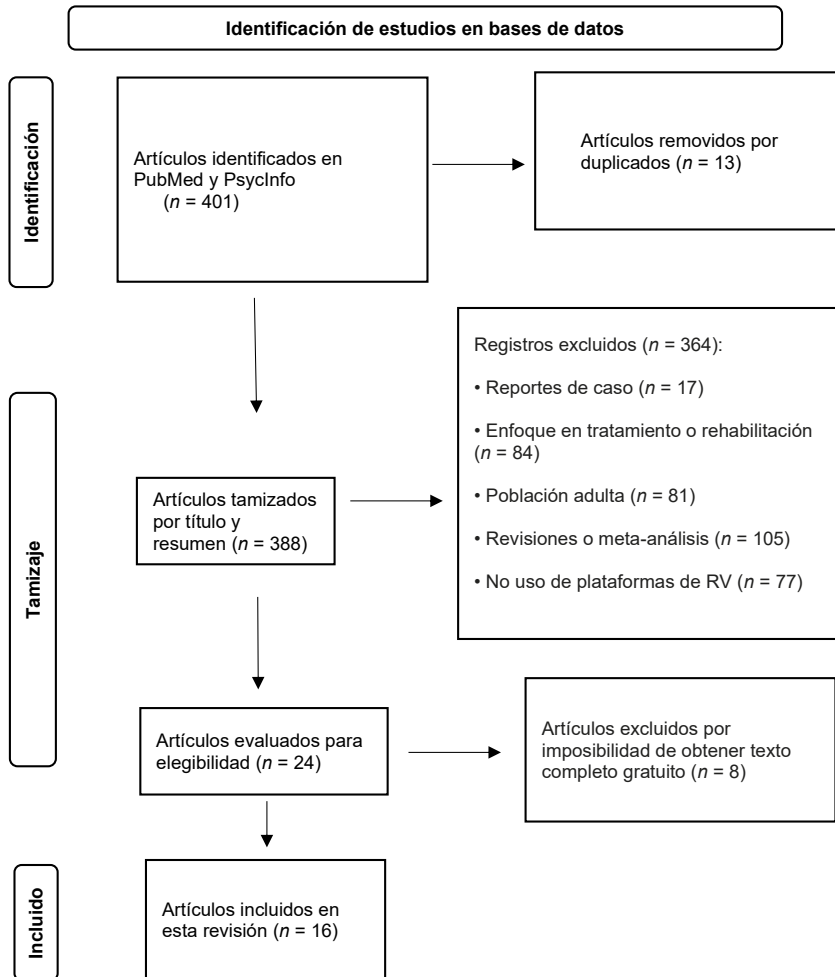 Identificación de estudios en bases de datos
Identificación
Artículos identificados en
PubMed y PsycInfo
(n = 401)
Artículos removidos por
duplicados (n = 13)
Tamizaje
Artículos tamizados
por título y
resumen (n = 388)
Registros excluidos (n = 364):
• Reportes de caso (n = 17)
• Enfoque en tratamiento o rehabilitación
(n = 84)
• Población adulta (n = 81)
• Revisiones o meta-análisis (n = 105)
• No uso de plataformas de RV (n = 77)
Artículos evaluados para
elegibilidad (n = 24)
Artículos excluidos por
imposibilidad de obtener texto
completo gratuito (n = 8)
Incluido
Artículos incluidos en
esta revisión (n = 16)